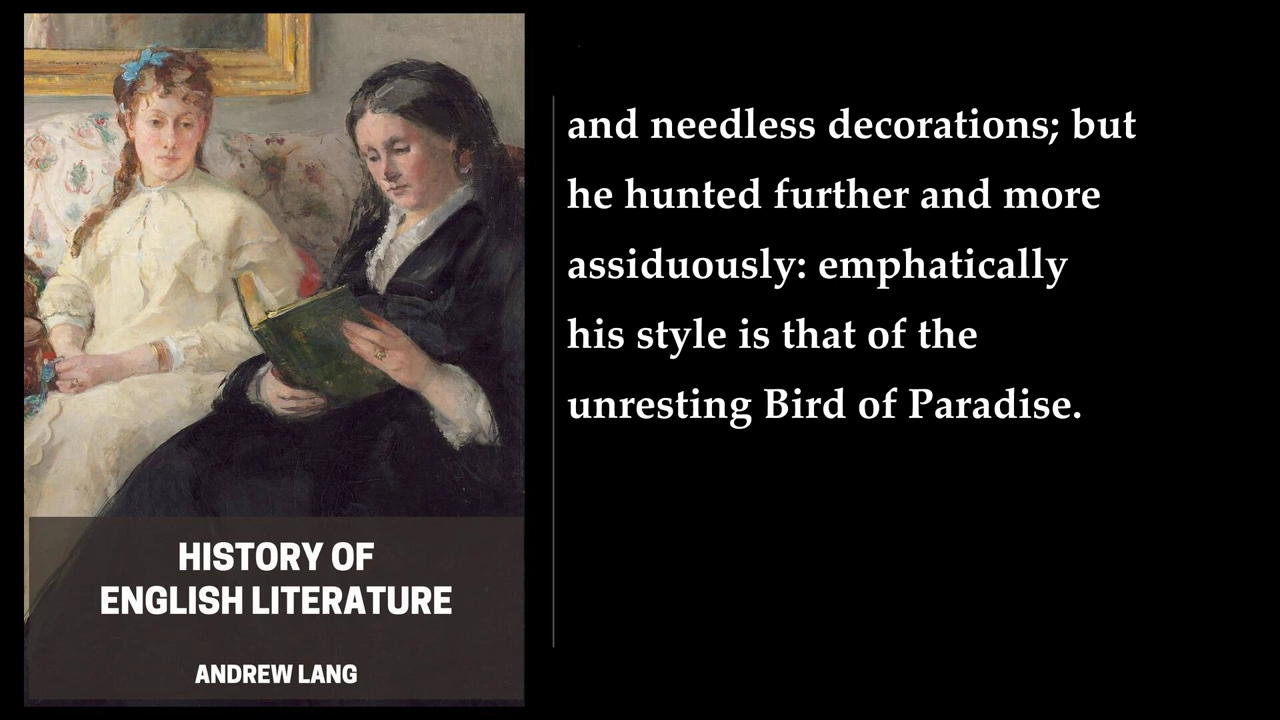 and needless decorations; but
he hunted further and more
assiduously: emphatically
his style is that of the
unresting Bird of Paradise.
HISTORY OF
ENGLISH LITERATURE
ANDREW LANG